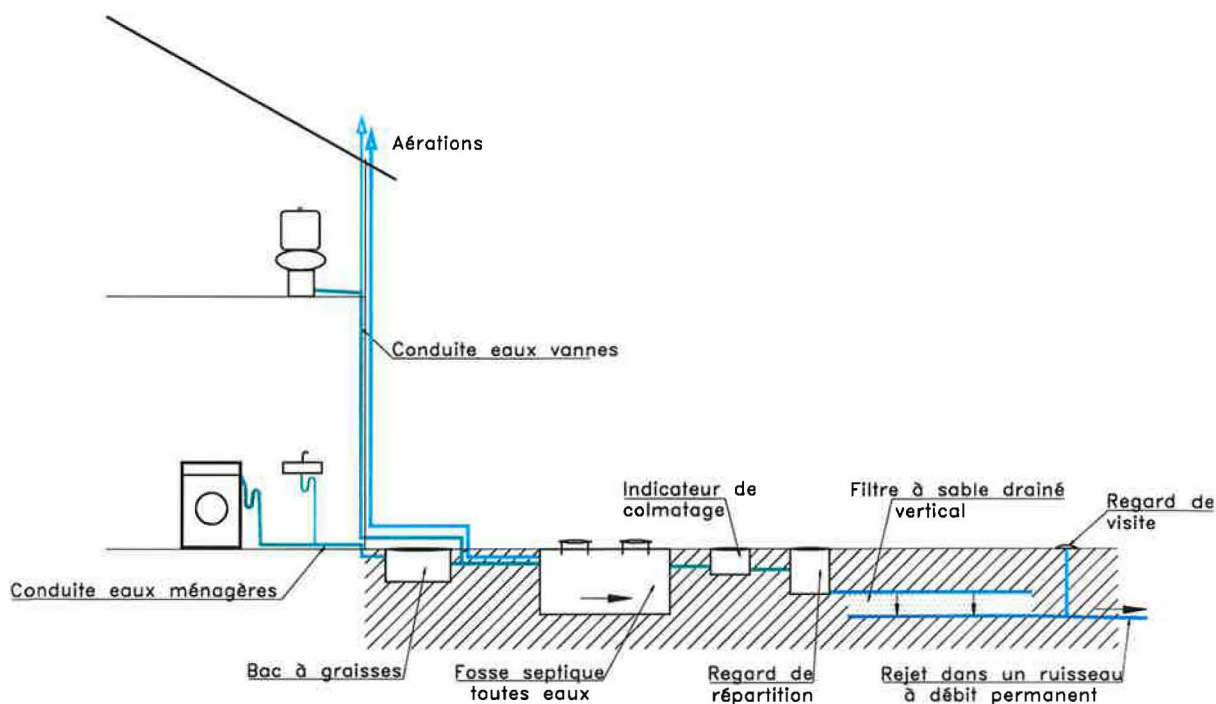 Aérations
Conduite eaux vannes
Indicateur de
colmatage
Filtre à sable drainé
vertical
Regard de
visite
Conduite eaux ménagères
Bac à graisses
Fosse septique
toutes eaux
Regard de
répartition
Rejet dans un ruisseau
à débit permanent